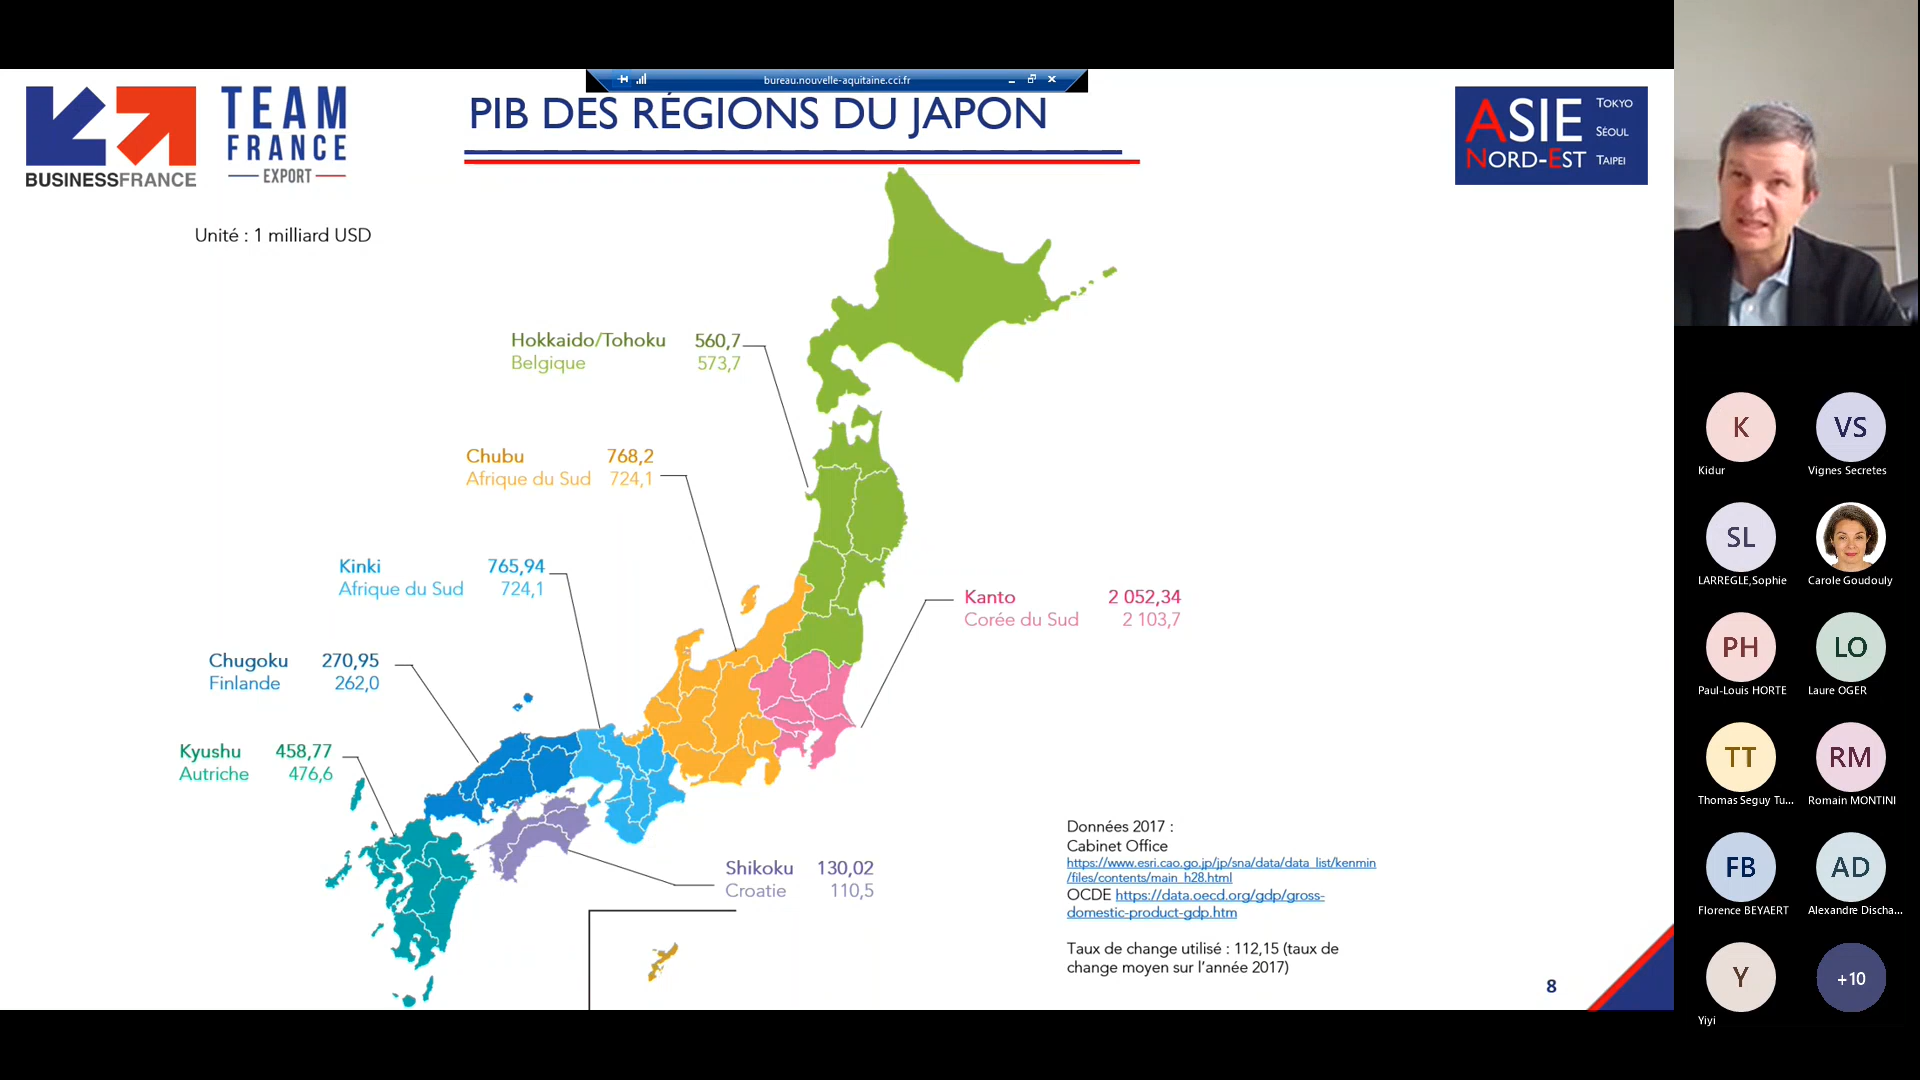 bureau.nouvelle-aquitaine.cci.fr
BUSINESSFRANCE
TEAM
FRANCE
EXPORT
PIB DES RÉGIONS DU JAPON
ASIE
NORD-EST
TOKYO
SÉOUL
TAIPEI
Unité : 1 milliard USD
Hokkaido/Tohoku 560,7
Belgique 573,7
Chubu 768,2
Afrique du Sud 724,1
Kinki 765,94
Afrique du Sud 724,1
Kanto 2 052,34
Corée du Sud 2 103,7
Chugoku 270,95
Finlande 262,0
Kyushu 458,77
Autriche 476,6
Shikoku 130,02
Croatie 110,5
Données 2017 :
Cabinet Office
https://www.esri.cao.go.jp/jp/sna/data/data_list/kenmin
/files/contents/main_h28.html
OCDE https://data.oecd.org/gdp/gross-
domestic-product-gdp.htm
Taux de change utilisé : 112,15 (taux de
change moyen sur l'année 2017)
8
K
Kidur
VS
Vignes Secretes
SL
LARREGLE,Sophie
Carole Goudouly
PH
Paul-Louis HORTE
LO
Laure OGER
TT
Thomas Seguy Tu...
RM
Romain MONTINI
FB
Florence BEYAERT
AD
Alexandre Discha...
Y
Yiyi
+10